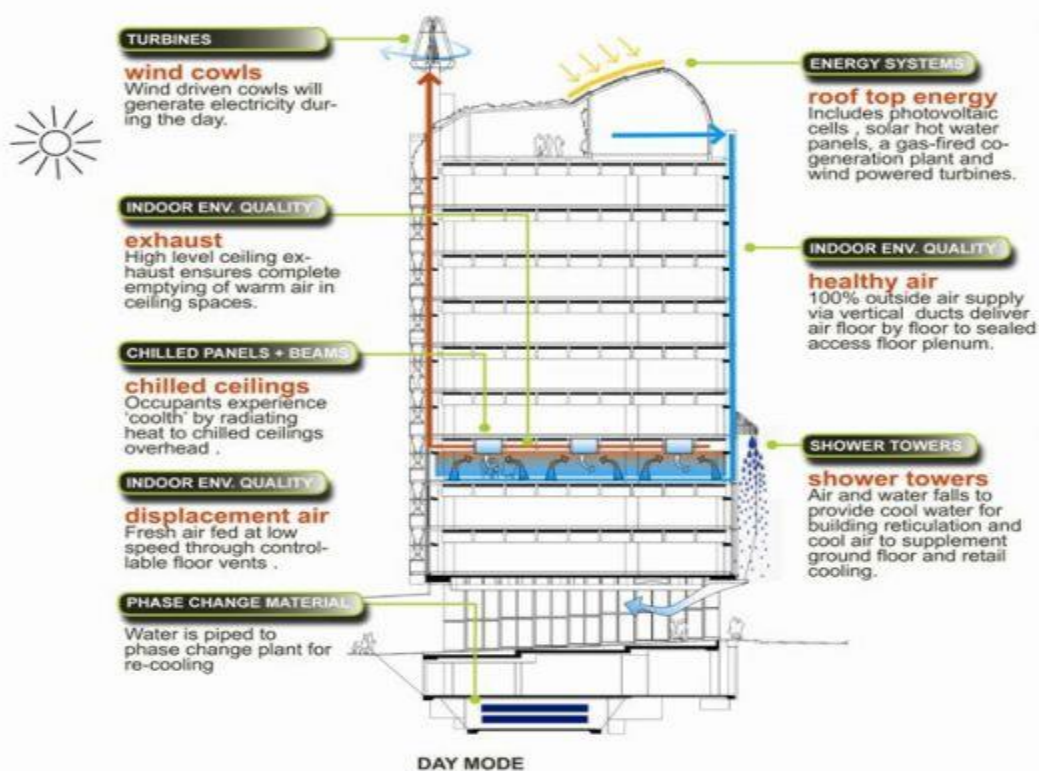 TURBINES
wind cowls
Wind driven cowls will
generate electricity dur-
ing the day.
INDOOR ENV. QUALITY
exhaust
High level ceiling ex-
haust ensures complete
emptying of warm air in
ceiling spaces.
CHILLED PANELS + BEAMS
chilled ceilings
Occupants experience
'coolth' by radiating
heat to chilled ceilings
overhead .
INDOOR ENV. QUALITY
displacement air
Fresh air fed at low
speed through control-
lable floor vents .
PHASE CHANGE MATERIAL
Water is piped to
phase change plant for
re-cooling
ENERGY SYSTEMS
roof top energy
Includes photovoltaic
cells , solar hot water
panels, a gas-fired co-
generation plant and
wind powered turbines.
INDOOR ENV. QUALITY
healthy air
100% outside air supply
via vertical ducts deliver
air floor by floor to sealed
access floor plenum.
SHOWER TOWERS
shower towers
Air and water falls to
provide cool water for
building reticulation and
cool air to supplement
ground floor and retail
cooling.
DAY MODE